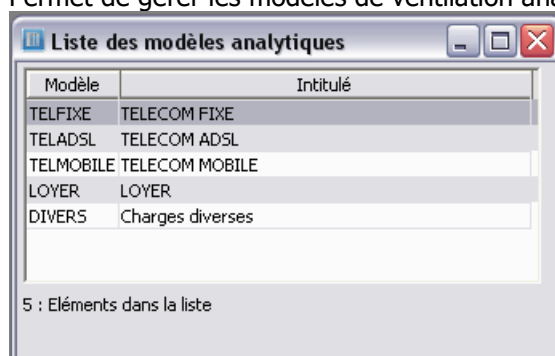 Permet de gérer les modèles de ventilation
Liste des modèles analytiques
Modèle Intitulé
TELFIXE TELECOM FIXE
TELADSL TELECOM ADSL
TELMOBILE TELECOM MOBILE
LOYER LOYER
DIVERS Charges diverses
5 : Eléments dans la liste